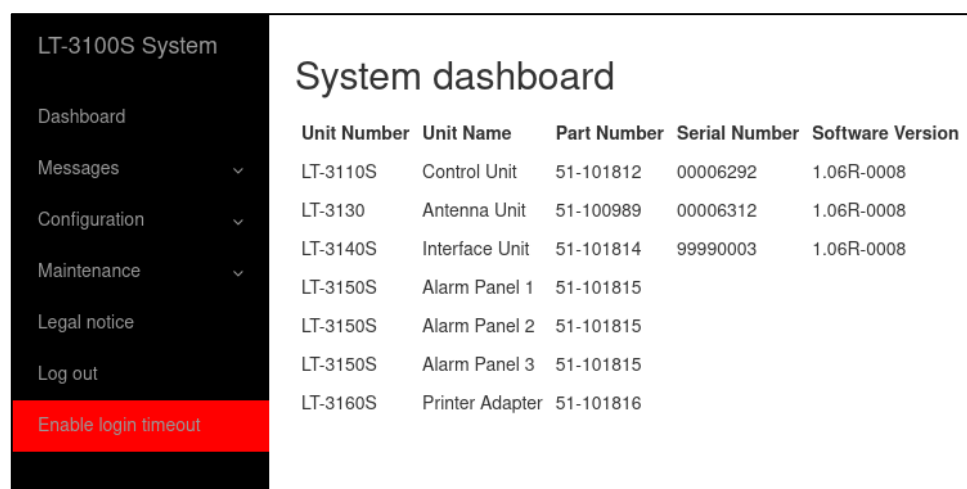 LT-3100S System
Dashboard
Messages
Configuration
Maintenance
Legal notice
Log out
Enable login timeout
System dashboard
Unit Number Unit Name Part Number Serial Number Software Version
LT-3110S Control Unit 51-101812 00006292 1.06R-0008
LT-3130 Antenna Unit 51-100989 00006312 1.06R-0008
LT-3140S Interface Unit 51-101814 99990003 1.06R-0008
LT-3150S Alarm Panel 1 51-101815
LT-3150S Alarm Panel 2 51-101815
LT-3150S Alarm Panel 3 51-101815
LT-3160S Printer Adapter 51-101816